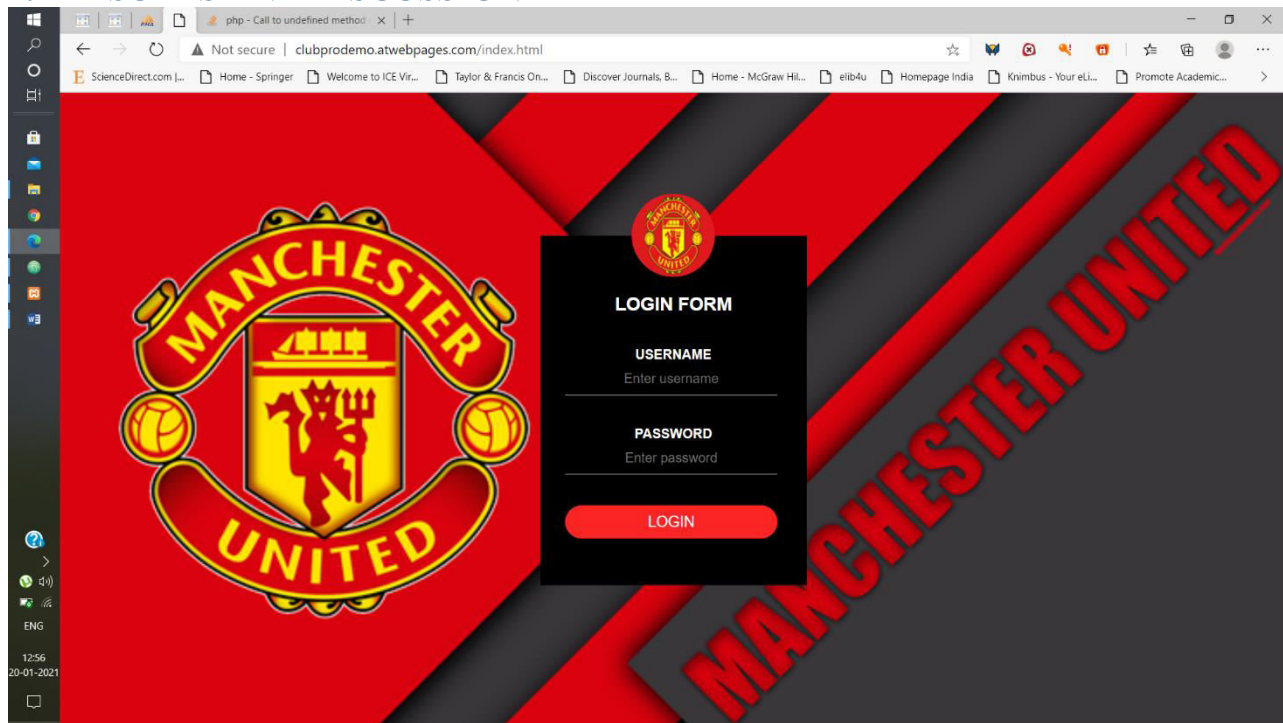 php - Call to undefined method
Not secure | clubprodemo.atwebpages.com/index.html
ScienceDirect.com |... Home - Springer Welcome to ICE Vir... Taylor & Francis On... Discover Journals, B... Home - McGraw Hil... elib4u Homepage India Knimbus - Your eLi... Promote Academic...
MANCHESTER
UNITED
MANCHESTER
UNITED
LOGIN FORM
USERNAME
Enter username
PASSWORD
Enter password
LOGIN
MANCHESTER UNITED
ENG
12:56
20-01-2021